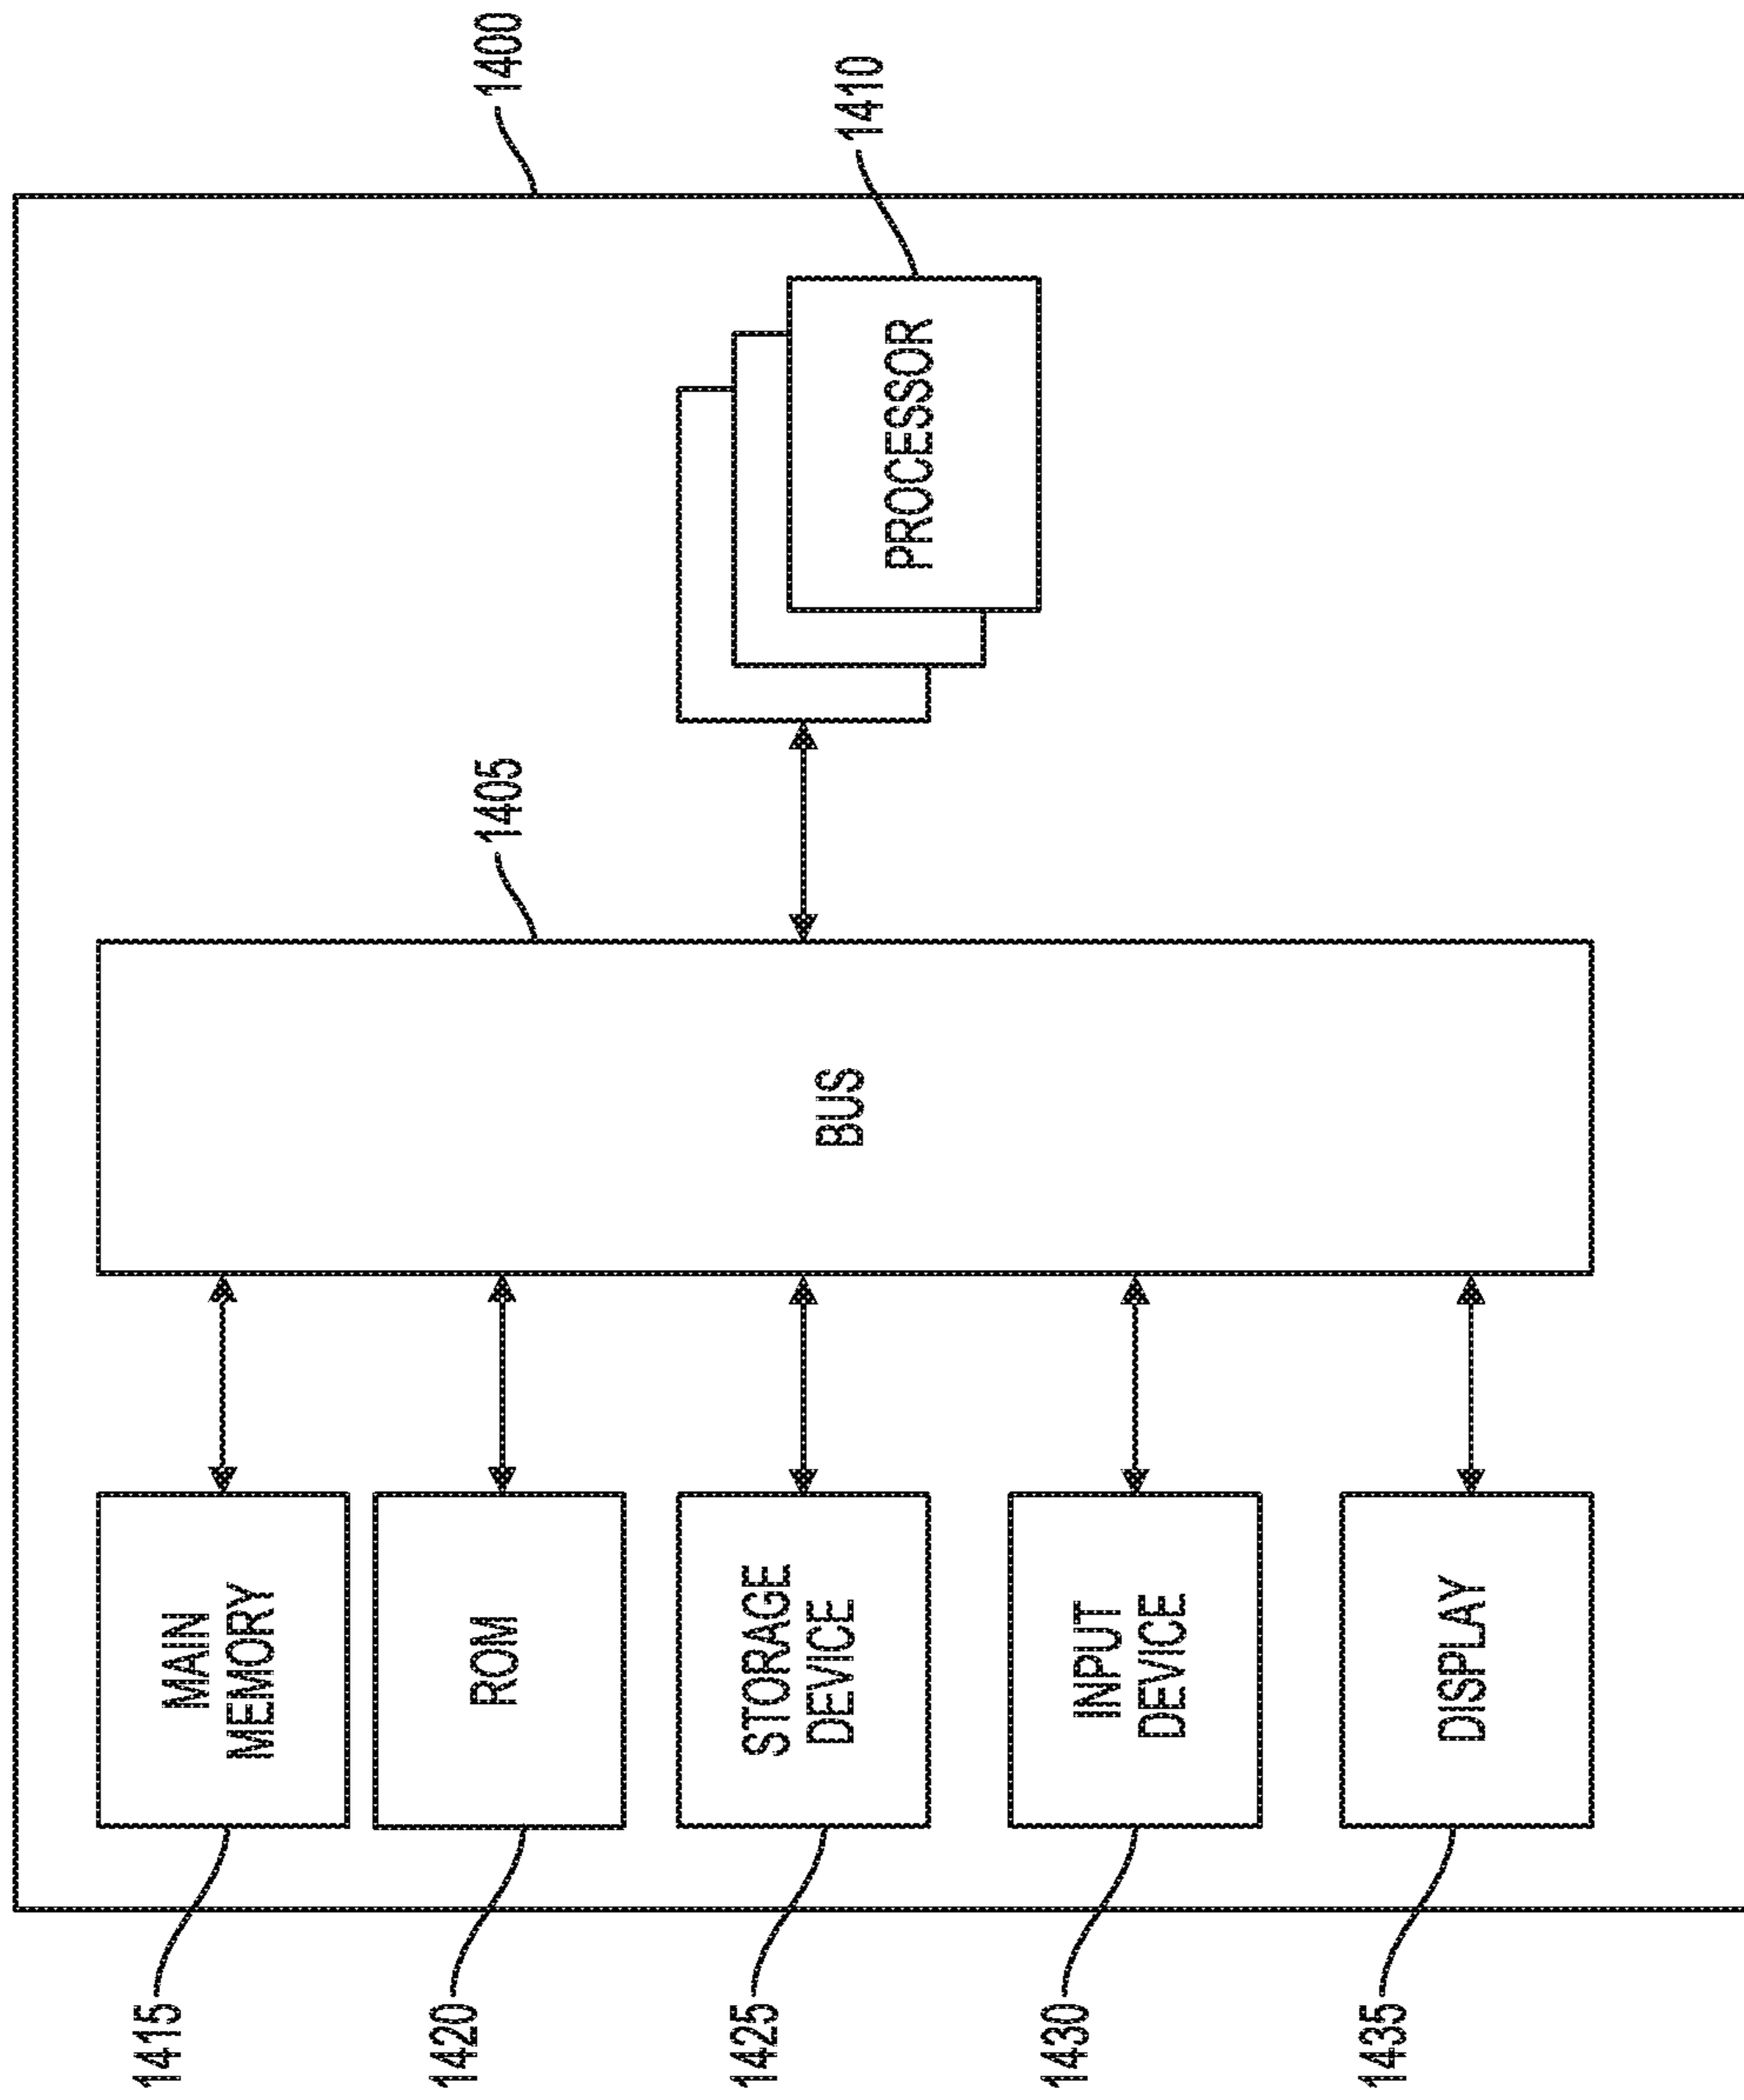 1400
1410
PROCESSOR
1405
BUS
MAIN
MEMORY
ROM
STORAGE
DEVICE
INPUT
DEVICE
DISPLAY
1415
1420
1425
1430
1435